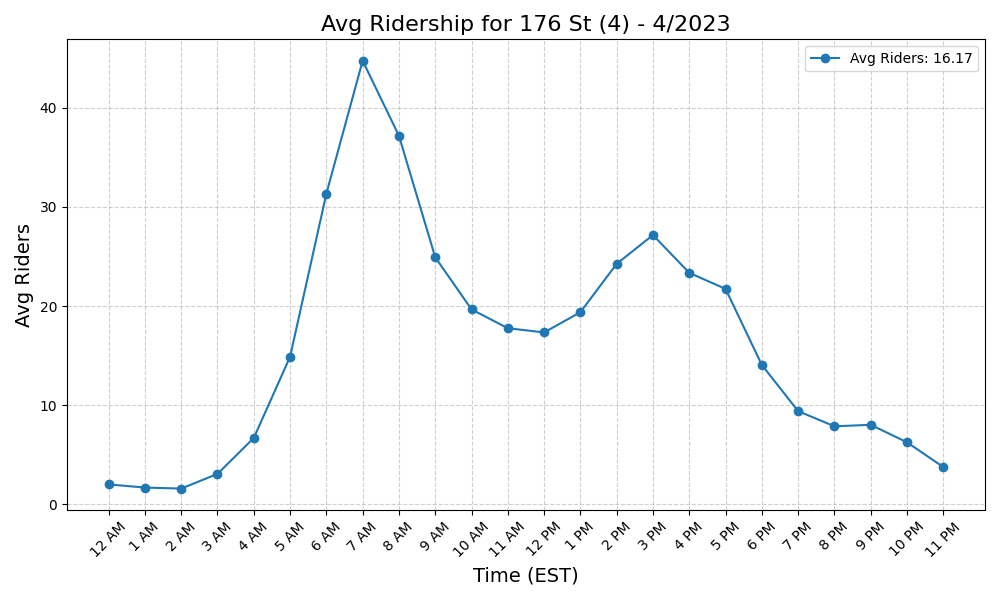 Avg Ridership for 176 St (4) - 4/2023
Avg Riders: 16.17
Avg Riders
40
30
20
10
0
12 AM
1 AM
2 AM
3 AM
4 AM
5 AM
6 AM
7 AM
8 AM
9 AM
10 AM
11 AM
12 PM
1 PM
2 PM
3 PM
4 PM
5 PM
6 PM
7 PM
8 PM
9 PM
10 PM
11 PM
Time (EST)